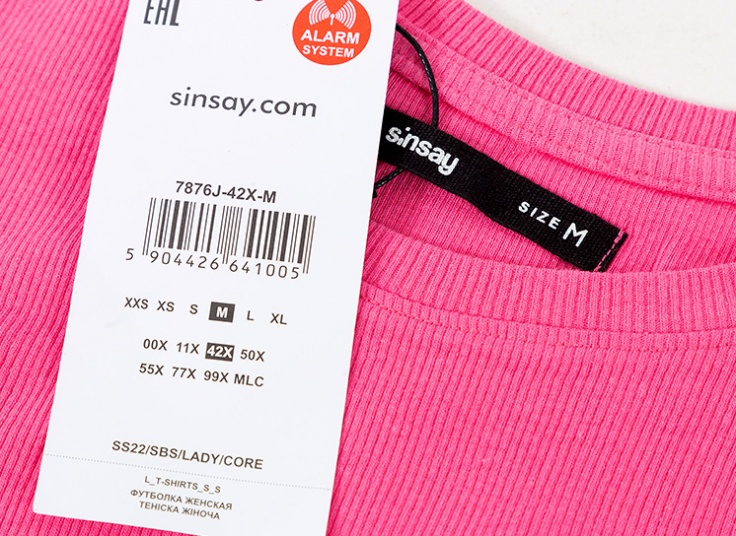 EAC
ALARM
SYSTEM
sinsay.com
sinsay
SIZE M
7876J-42X-M
5 904426 641005
XXS XS S M L XL
00X 11X 42X 50X
55X 77X 99X MLC
SS22/SBS/LADY/CORE
L_T-SHIRTS_S_S
ФУТБОЛКА ЖЕНСКАЯ
ТЕНІСКА ЖІНОЧА